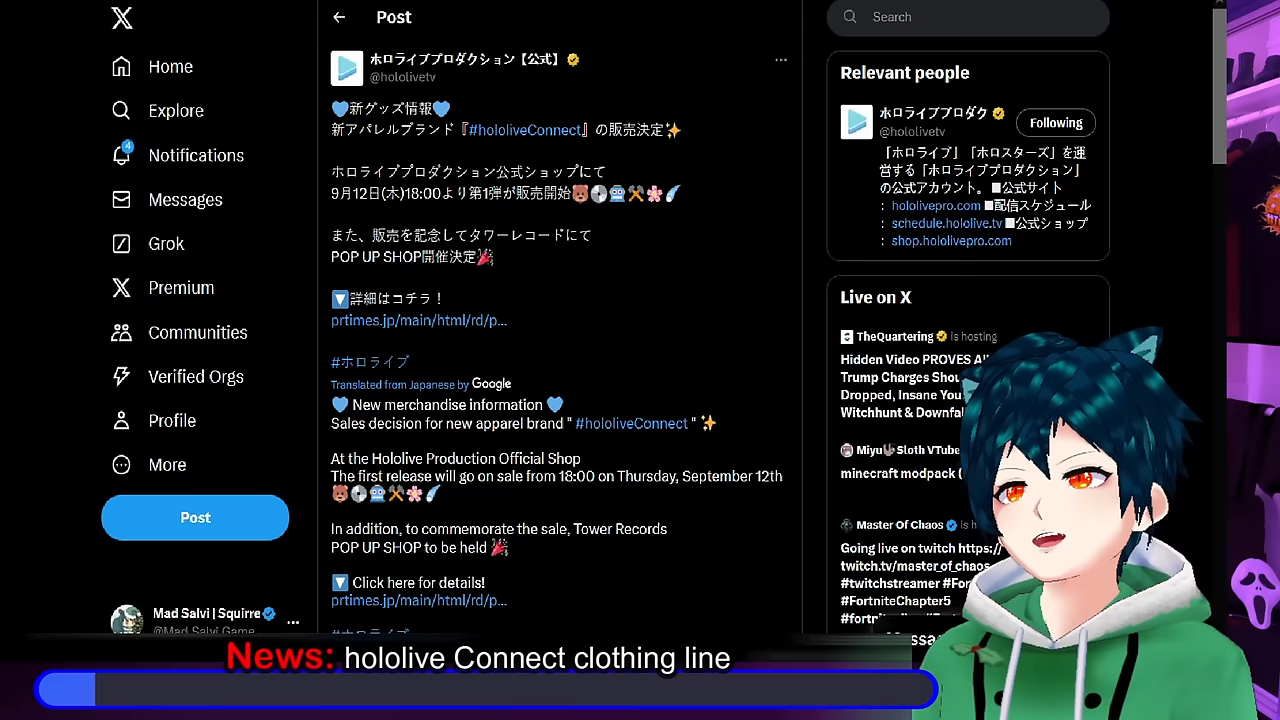 Home
Explore
4
Notifications
Messages
Grok
Premium
Communities
Verified Orgs
Profile
More
Post
Mad Salvi | Squirre
@Mad_Salvi_Game
Post
ホロライブプロダクション【公式】
@hololivetv
💙新グッズ情報💙
新アパレルブランド『#hololiveConnect』の販売決定✨
ホロライブプロダクション公式ショップにて
9月12日(木)18:00より第1弾が販売開始🐻💿🤖⚒️🌸🌠
また、販売を記念してタワーレコードにて
POP UP SHOP開催決定🎉
🔽詳細はコチラ！
prtimes.jp/main/html/rd/p…
#ホロライブ
Translated from Japanese by Google
💙 New merchandise information 💙
Sales decision for new apparel brand " #hololiveConnect " ✨
At the Hololive Production Official Shop
The first release will go on sale from 18:00 on Thursday, September 12th
🐻💿🤖⚒️🌸🌠
In addition, to commemorate the sale, Tower Records
POP UP SHOP to be held 🎉
🔽 Click here for details!
prtimes.jp/main/html/rd/p…
#ホロライブ
Search
Relevant people
ホロライブプロダク
@hololivetv
Following
「ホロライブ」「ホロスターズ」を運
営する「ホロライブプロダクション」
の公式アカウント。 ■公式サイト
: hololivepro.com ■配信スケジュール
: schedule.hololive.tv ■公式ショップ
: shop.hololivepro.com
Live on X
TheQuartering is hosting
Hidden Video PROVES Al
Trump Charges Shou
Dropped, Insane You
Witchhunt & Downfa
Miyu🦥Sloth VTube
minecraft modpack (
Master Of Chaos is h
Going live on twitch https://
twitch.tv/master_of_chaos
#twitchstreamer #For
#FortniteChapter5
#fortn
News: hololive Connect clothing line